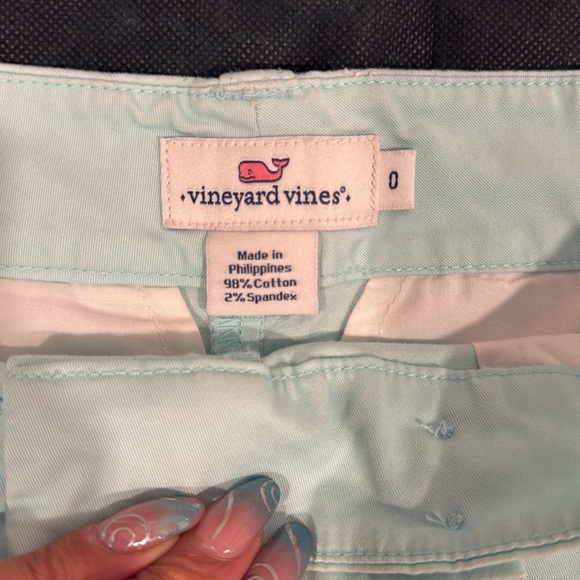 vineyard vines®
0
Made in
Philippines
98% Cotton
2% Spandex